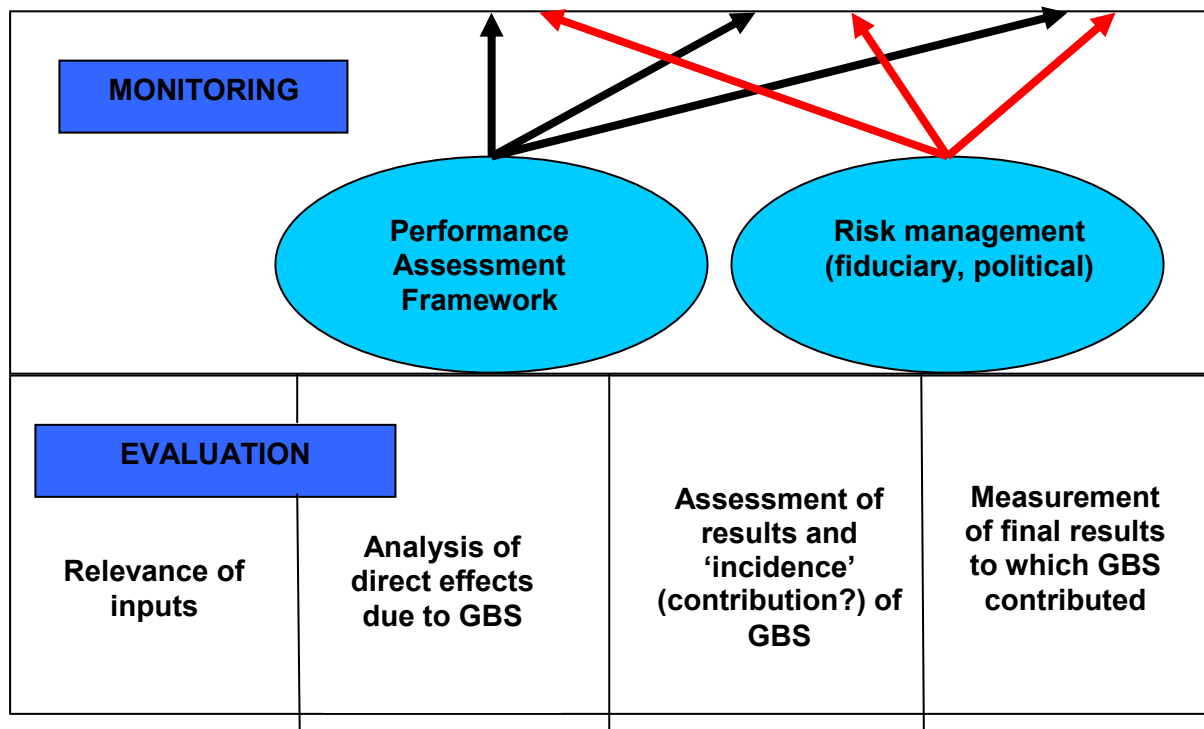 MONITORING
Performance
Assessment
Framework
Risk management
(fiduciary, political)
EVALUATION
Relevance of
inputs
Analysis of
direct effects
due to GBS
Assessment of
results and
‘incidence’
(contribution?) of
GBS
Measurement
of final results
to which GBS
contributed